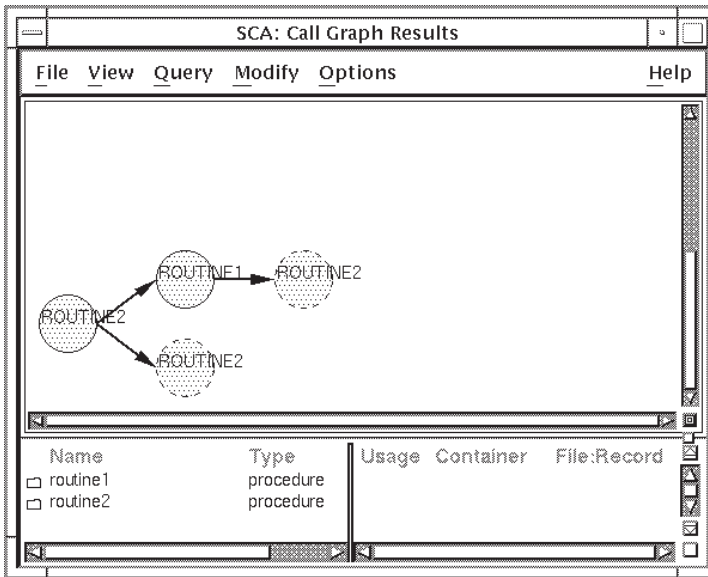 SCA: Call Graph Results
File View Query Modify Options Help
ROUTINE1 ROUTINE2
ROUTINE2
ROUTINE2
Name Type Usage Container File:Record
routine1 procedure
routine2 procedure